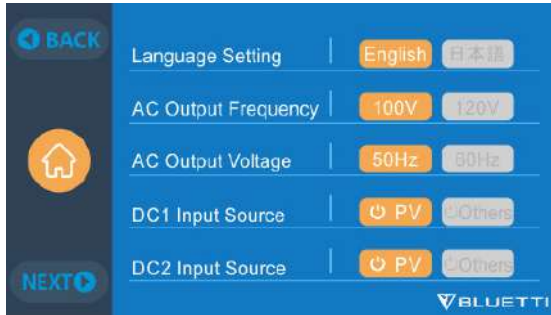 BACK
Language Setting English 日本語
AC Output Frequency 100V 120V
AC Output Voltage 50Hz 60Hz
DC1 Input Source PV Others
DC2 Input Source PV Others
NEXT
BLUETTI